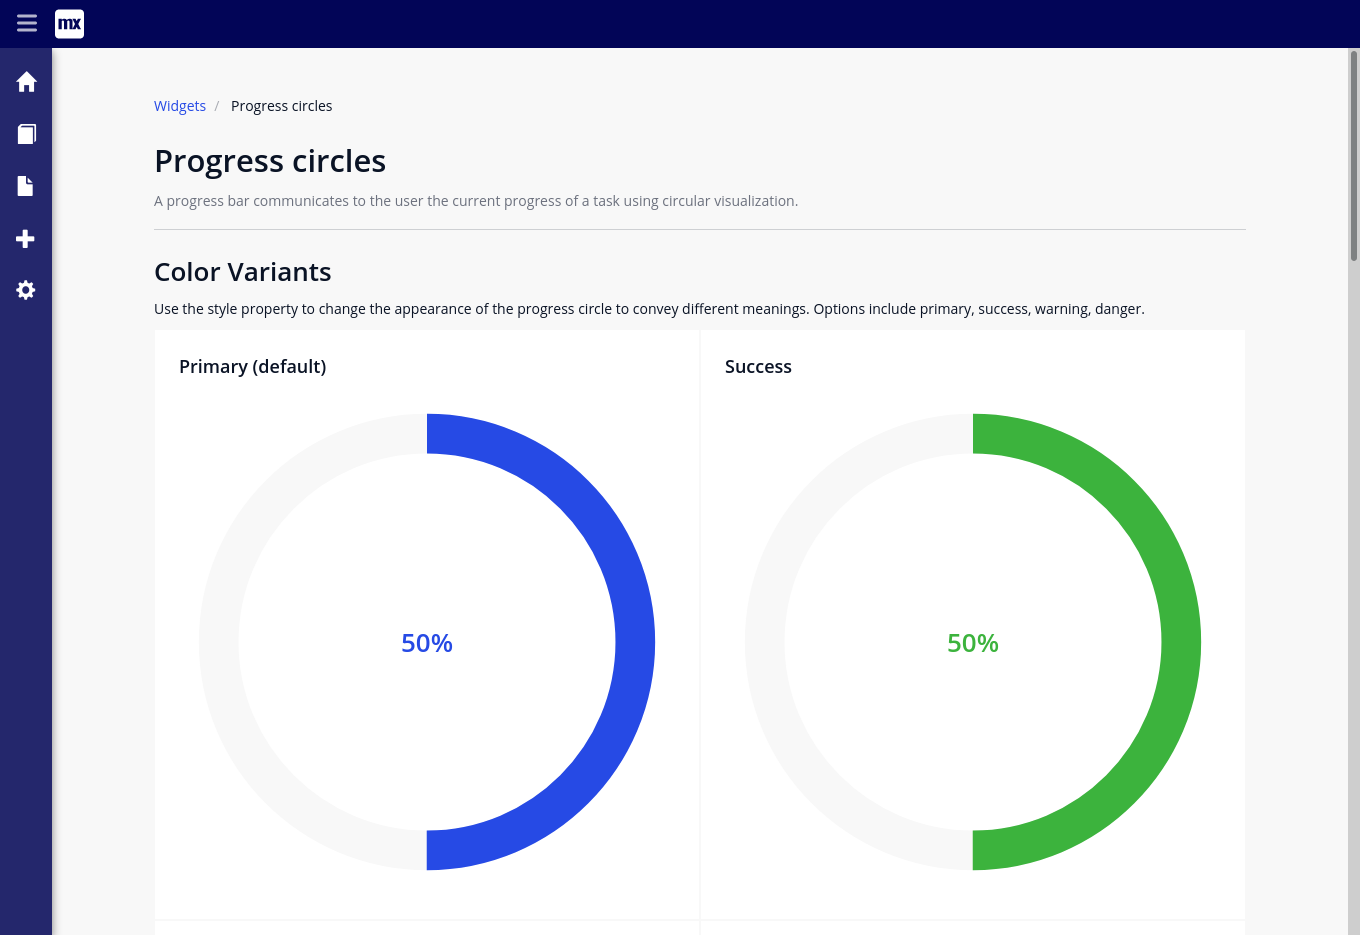 mx
Widgets / Progress circles
Progress circles
A progress bar communicates to the user the current progress of a task using circular visualization.
Color Variants
Use the style property to change the appearance of the progress circle to convey different meanings. Options include primary, success, warning, danger.
Primary (default)
Success
50%
50%